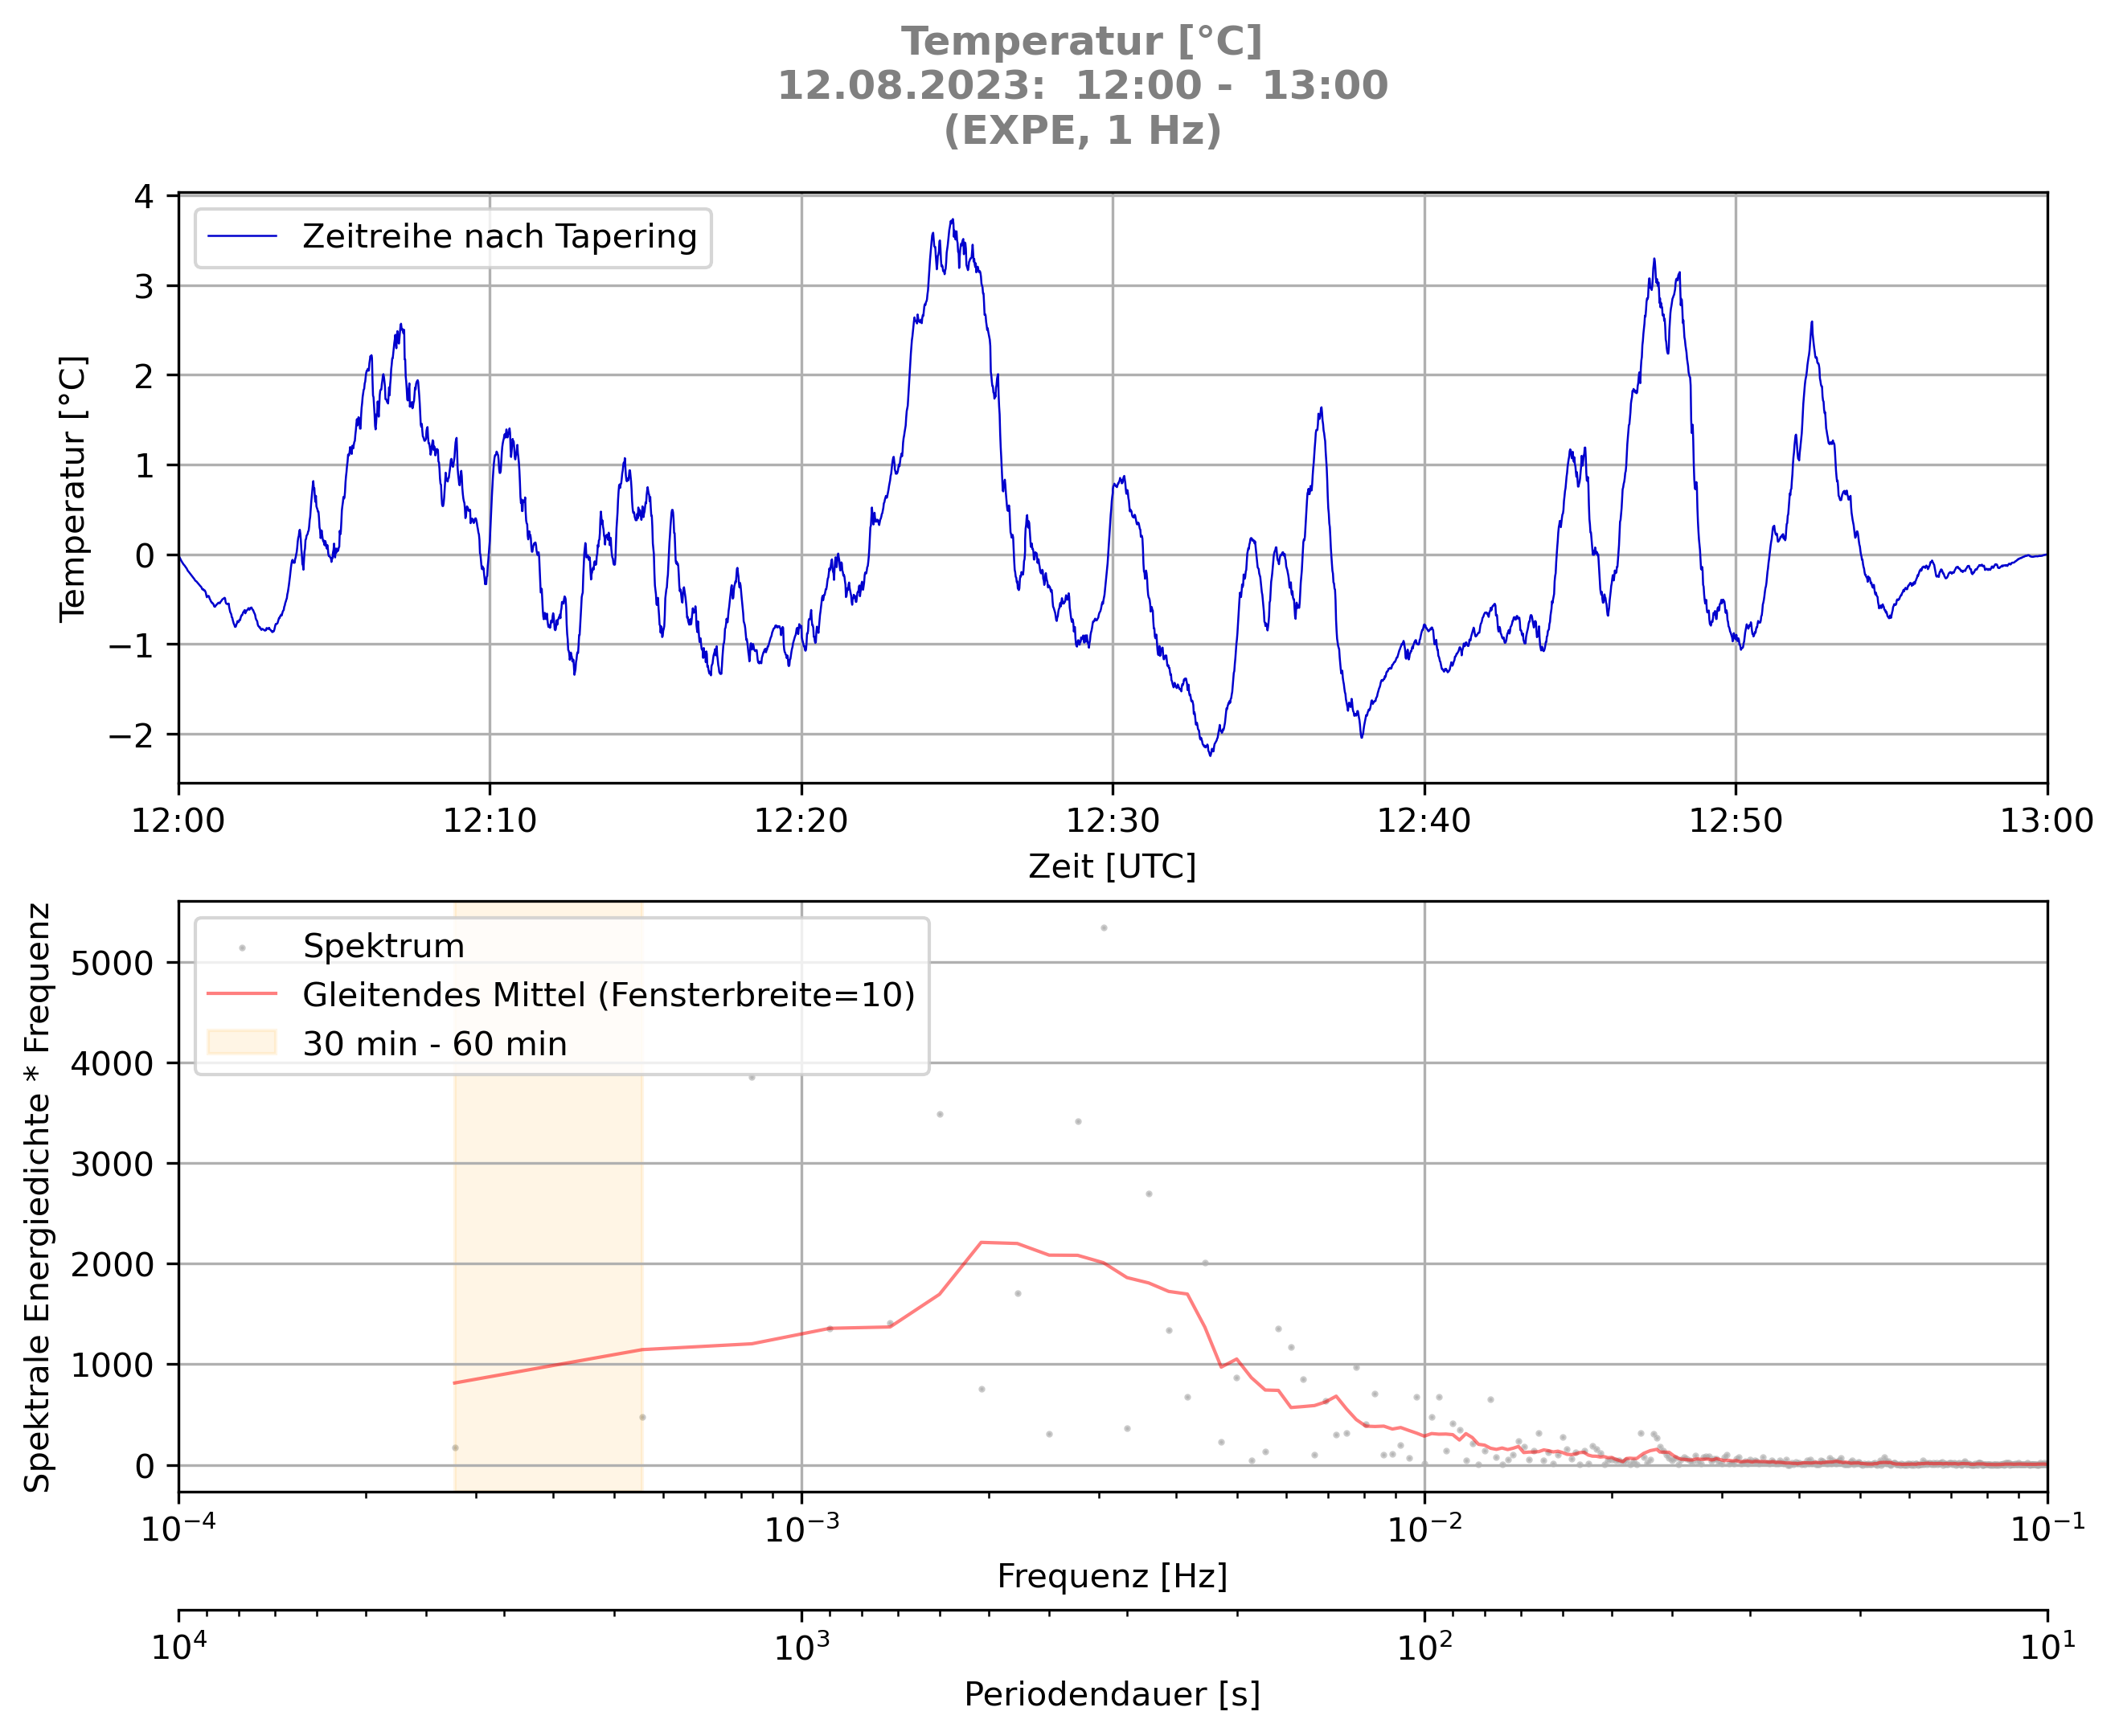 Temperatur [°C]
12.08.2023:  12:00 -  13:00
(EXPE, 1 Hz)
Temperatur [°C]
4
3
2
1
0
−1
−2
Zeitreihe nach Tapering
12:00 12:10 12:20 12:30 12:40 12:50 13:00
Zeit [UTC]
Spektrale Energiedichte * Frequenz
5000
4000
3000
2000
1000
0
Spektrum
Gleitendes Mittel (Fensterbreite=10)
30 min - 60 min
10⁻⁴ 10⁻³ 10⁻² 10⁻¹
Frequenz [Hz]
10⁴ 10³ 10² 10¹
Periodendauer [s]